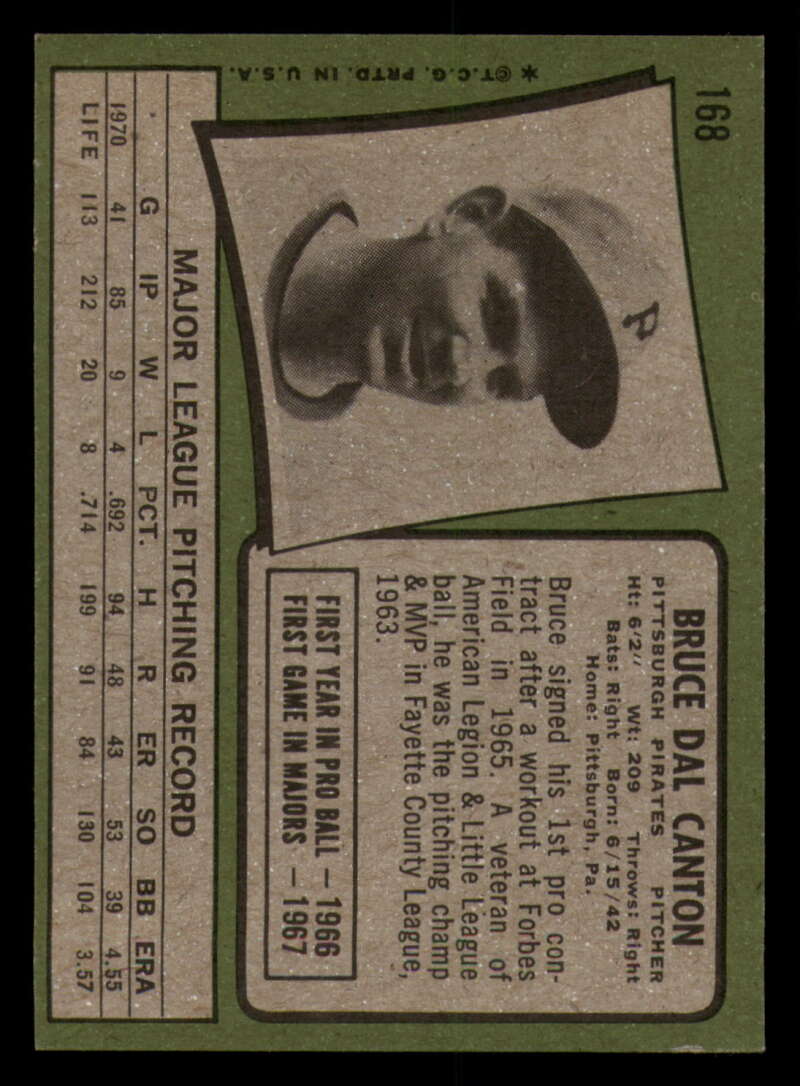 168
P
*©T.C.G. PRTD. IN U.S.A.
BRUCE DAL CANTON
PITTSBURGH PIRATES PITCHER
Ht: 6'2" Wt: 209 Throws: Right
Bats: Right Born: 6/15/42
Home: Pittsburgh, Pa.
Bruce signed his 1st pro con-
tract after a workout at Forbes
Field in 1965. A veteran of
American Legion & Little League
ball, he was the pitching champ
& MVP in Fayette County League,
1963.
FIRST YEAR IN PRO BALL — 1966
FIRST GAME IN MAJORS — 1967
MAJOR LEAGUE PITCHING RECORD
G IP W L PCT. H R ER SO BB ERA
1970 41 85 9 4 .692 94 48 43 53 39 4.55
LIFE 113 212 20 8 .714 199 91 84 130 104 3.57